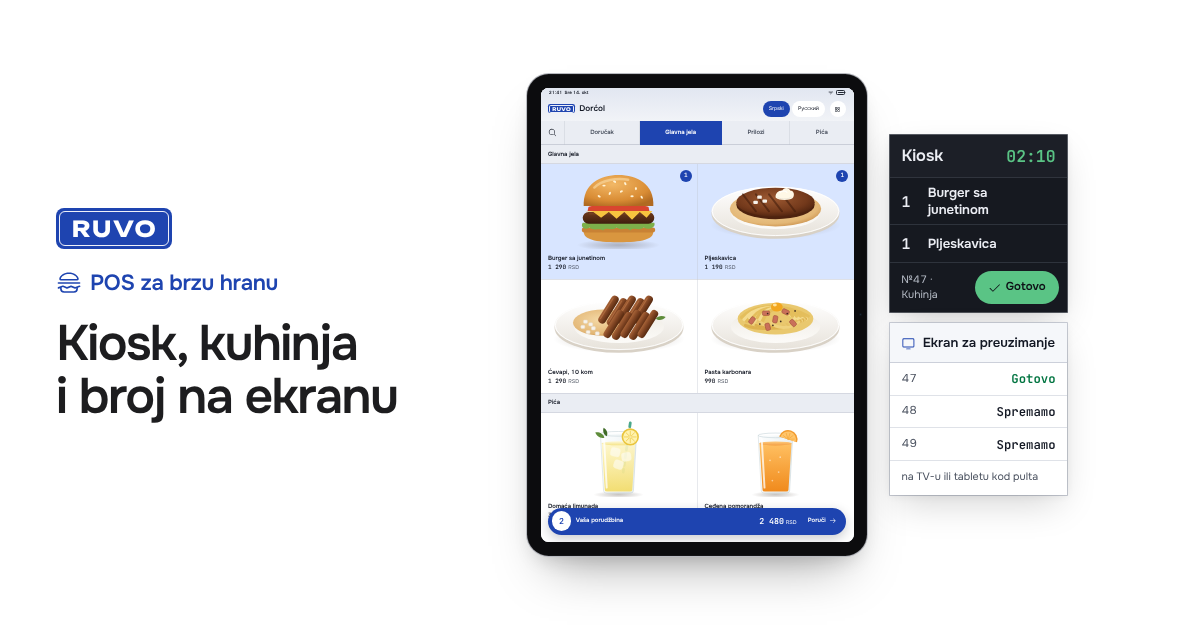 RUVO
POS za brzu hranu
Kiosk, kuhinja
i broj na ekranu
RUVO Dorćol
Srpski
Русский
Doručak
Glavna jela
Prilozi
Pića
Glavna jela
1
1
Burger sa junetinom
1 290 RSD
Pljeskavica
1 190 RSD
Ćevapi, 10 kom
1 290 RSD
Pasta karbonara
990 RSD
Pića
Domaća limunada
Ceđena pomorandža
2
Vaša porudžbina
2 480 RSD
Poruči →
Kiosk
02:10
1 Burger sa
junetinom
1 Pljeskavica
№47 ·
Kuhinja
Gotovo
Ekran za preuzimanje
47 Gotovo
48 Spremamo
49 Spremamo
na TV-u ili tabletu kod pulta